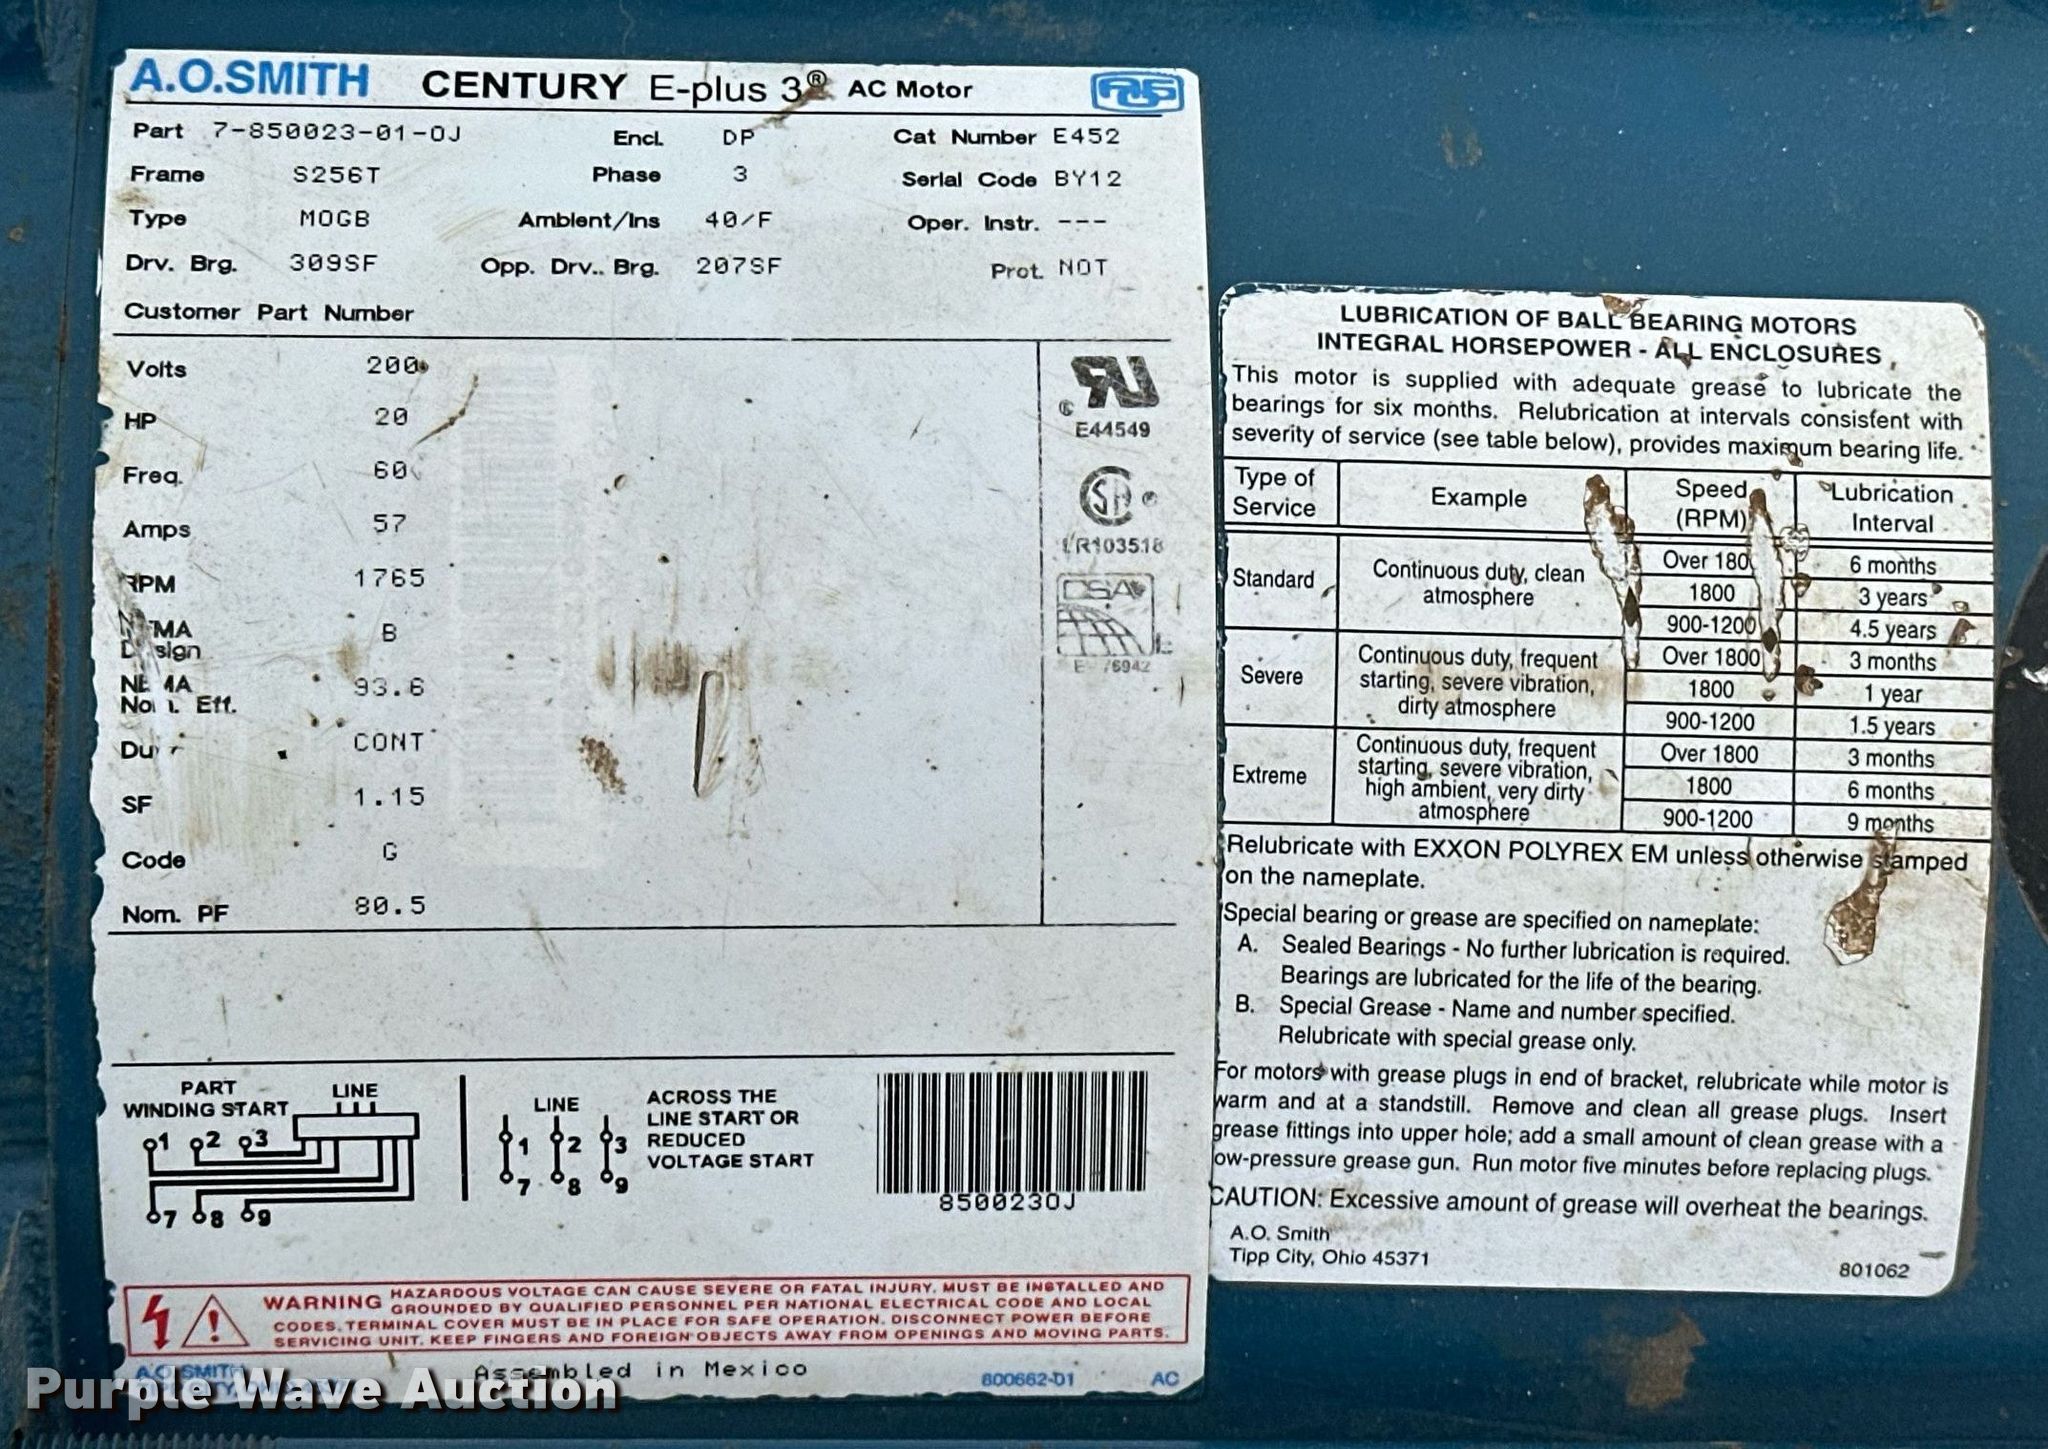 A.O.SMITH CENTURY E-plus 3® AC Motor
Part 7-850023-01-0J Encl. DP Cat Number E452
Frame S256T Phase 3 Serial Code BY12
Type MOGB Ambient/Ins 40/F Oper. Instr. ---
Drv. Brg. 309SF Opp. Drv.. Brg. 207SF Prot. NOT
Customer Part Number
Volts 200
HP 20
Freq. 60
Amps 57
RPM 1765
NEMA Design B
NEMA Nom. Eff. 93.6
Duty CONT
SF 1.15
Code G
Nom. PF 80.5
E44549
LR103518
CSA
PART WINDING START LINE
1 2 3
7 8 9
LINE
1 2 3
7 8 9
ACROSS THE
LINE START OR
REDUCED
VOLTAGE START
850023OJ
WARNING HAZARDOUS VOLTAGE CAN CAUSE SEVERE OR FATAL INJURY. MUST BE INSTALLED AND
GROUNDED BY QUALIFIED PERSONNEL PER NATIONAL ELECTRICAL CODE AND LOCAL
CODES. TERMINAL COVER MUST BE IN PLACE FOR SAFE OPERATION. DISCONNECT POWER BEFORE
SERVICING UNIT. KEEP FINGERS AND FOREIGN OBJECTS AWAY FROM OPENINGS AND MOVING PARTS.
A.O. SMITH
Assembled in Mexico 800662-01 AC
LUBRICATION OF BALL BEARING MOTORS
INTEGRAL HORSEPOWER - ALL ENCLOSURES
This motor is supplied with adequate grease to lubricate the
bearings for six months. Relubrication at intervals consistent with
severity of service (see table below), provides maximum bearing life.
Type of Service Example Speed (RPM) Lubrication Interval
Standard Continuous duty, clean atmosphere Over 1800 6 months
1800 3 years
900-1200 4.5 years
Severe Continuous duty, frequent starting, severe vibration, dirty atmosphere Over 1800 3 months
1800 1 year
900-1200 1.5 years
Extreme Continuous duty, frequent starting, severe vibration, high ambient, very dirty atmosphere Over 1800 3 months
1800 6 months
900-1200 9 months
Relubricate with EXXON POLYREX EM unless otherwise stamped
on the nameplate.
Special bearing or grease are specified on nameplate:
A. Sealed Bearings - No further lubrication is required.
Bearings are lubricated for the life of the bearing.
B. Special Grease - Name and number specified.
Relubricate with special grease only.
For motors with grease plugs in end of bracket, relubricate while motor is
warm and at a standstill. Remove and clean all grease plugs. Insert
grease fittings into upper hole; add a small amount of clean grease with a
low-pressure grease gun. Run motor five minutes before replacing plugs.
CAUTION: Excessive amount of grease will overheat the bearings.
A.O. Smith
Tipp City, Ohio 45371
801062
Purple Wave Auction